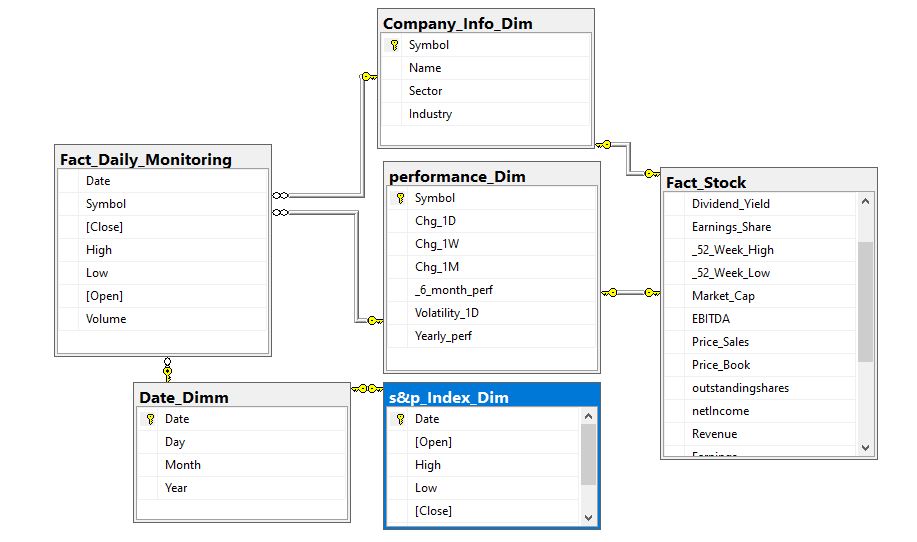 Company_Info_Dim
Symbol
Name
Sector
Industry
Fact_Daily_Monitoring
Date
Symbol
[Close]
High
Low
[Open]
Volume
performance_Dim
Symbol
Chg_1D
Chg_1W
Chg_1M
_6_month_perf
Volatility_1D
Yearly_perf
Fact_Stock
Dividend_Yield
Earnings_Share
_52_Week_High
_52_Week_Low
Market_Cap
EBITDA
Price_Sales
Price_Book
outstandingshares
netIncome
Revenue
Earnings
Date_Dimm
Date
Day
Month
Year
s&p_Index_Dim
Date
[Open]
High
Low
[Close]